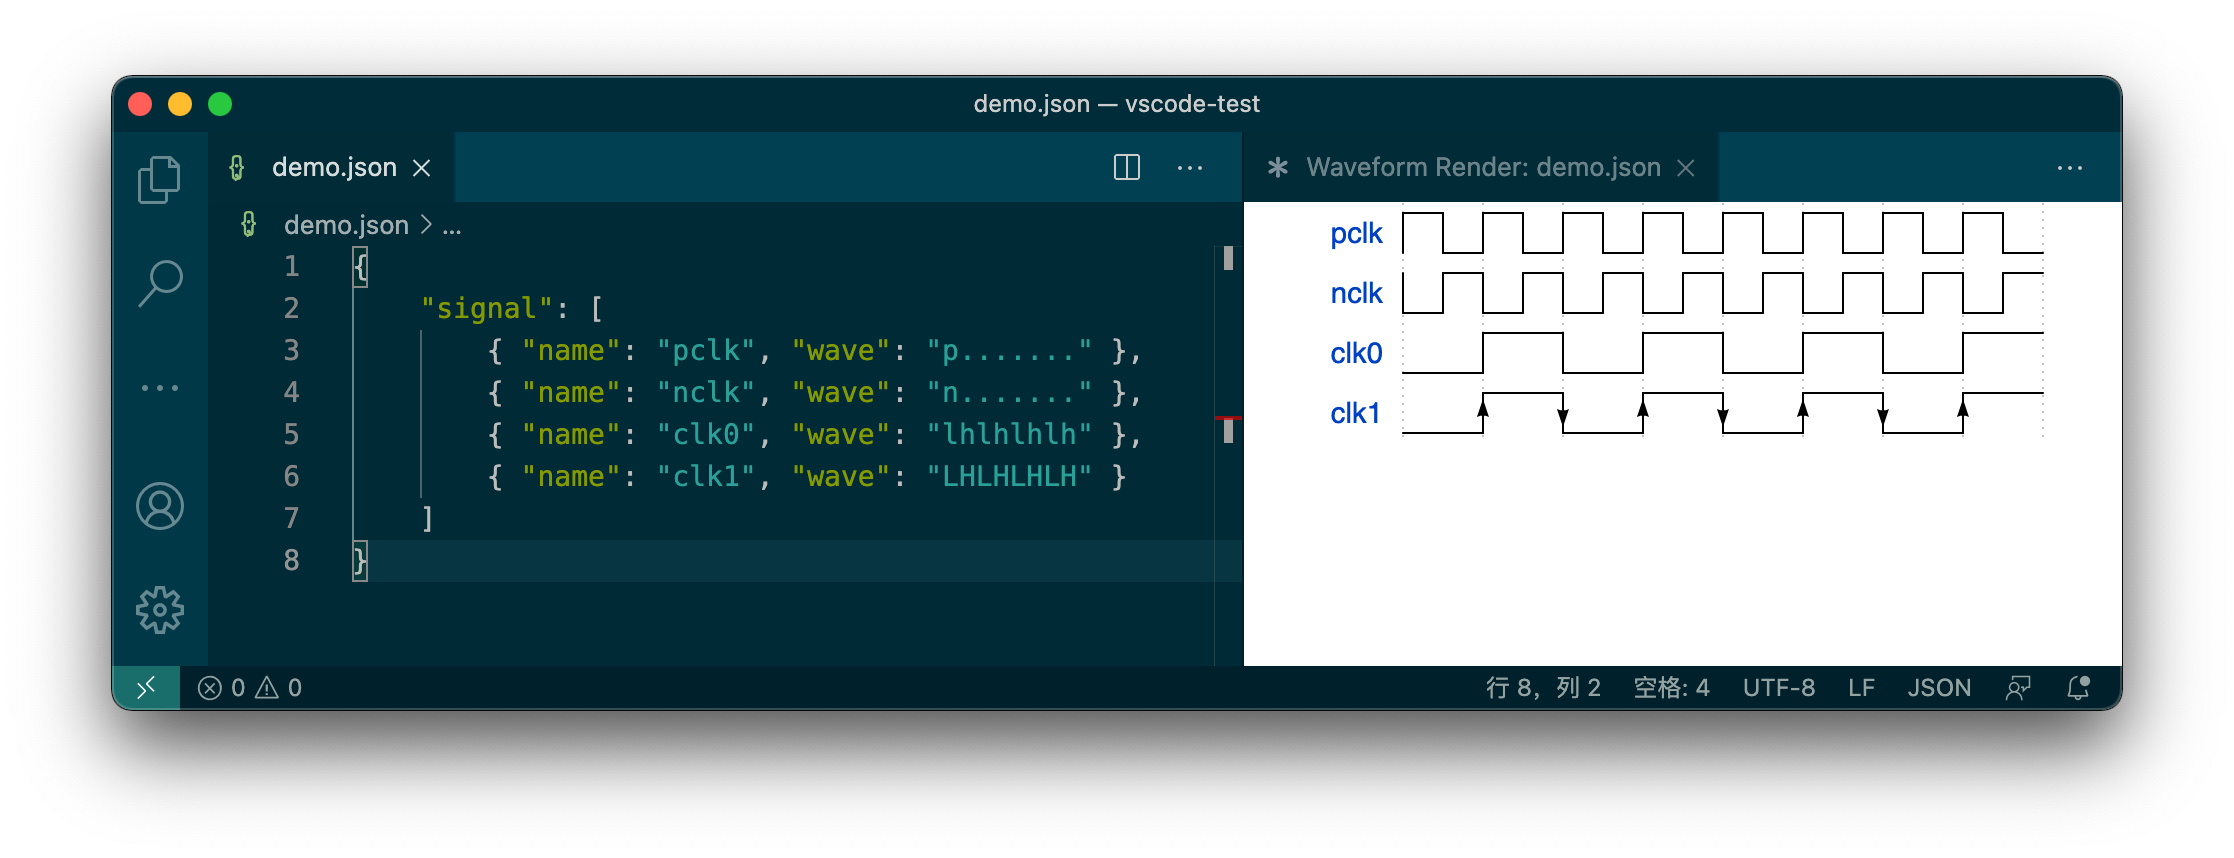 demo.json — vscode-test
demo.json
Waveform Render: demo.json
demo.json > ...
1 {
2 "signal": [
3 { "name": "pclk", "wave": "p......." },
4 { "name": "nclk", "wave": "n......." },
5 { "name": "clk0", "wave": "lhlhlhlh" },
6 { "name": "clk1", "wave": "LHLHLHLH" }
7 ]
8 }
pclk
nclk
clk0
clk1
0 0
行 8，列 2 空格: 4 UTF-8 LF JSON